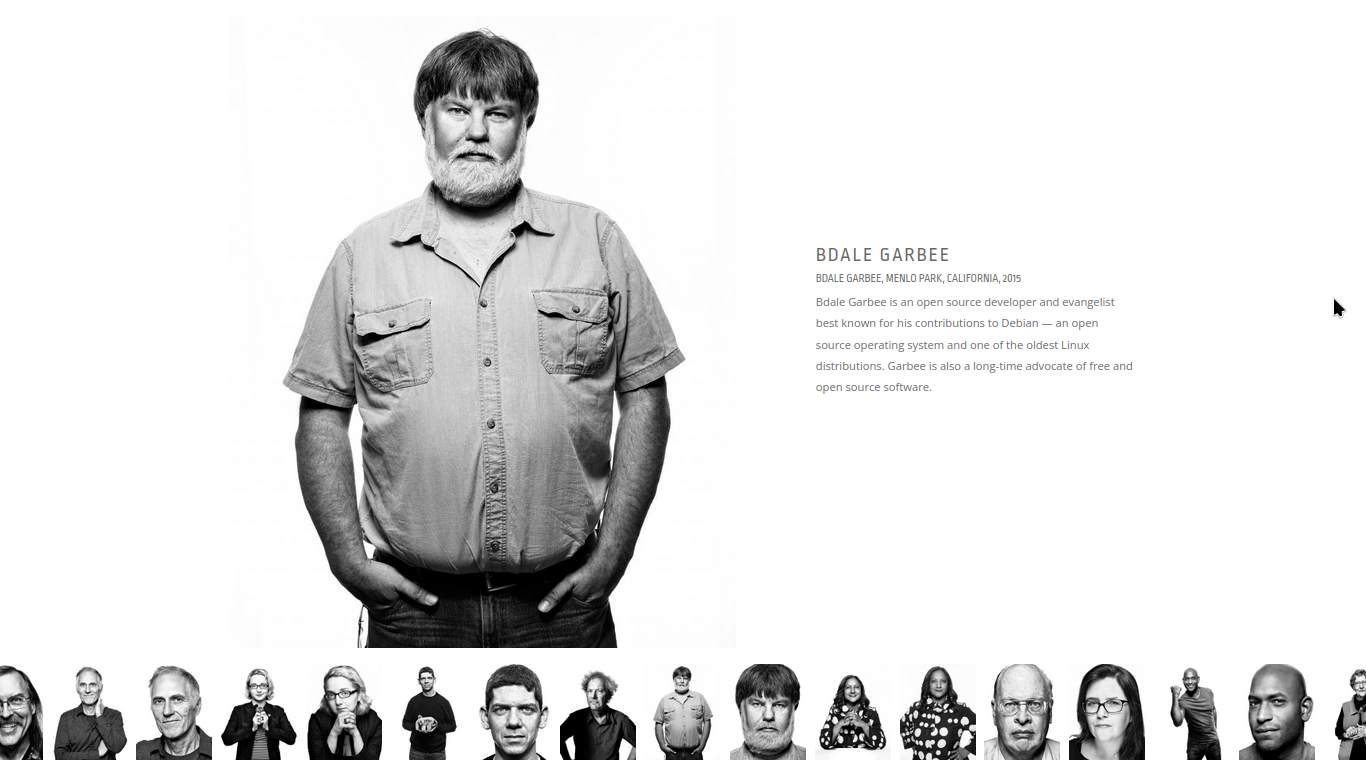 BDALE GARBEE
BDALE GARBEE, MENLO PARK, CALIFORNIA, 2015
Bdale Garbee is an open source developer and evangelist
best known for his contributions to Debian — an open
source operating system and one of the oldest Linux
distributions. Garbee is also a long-time advocate of free and
open source software.